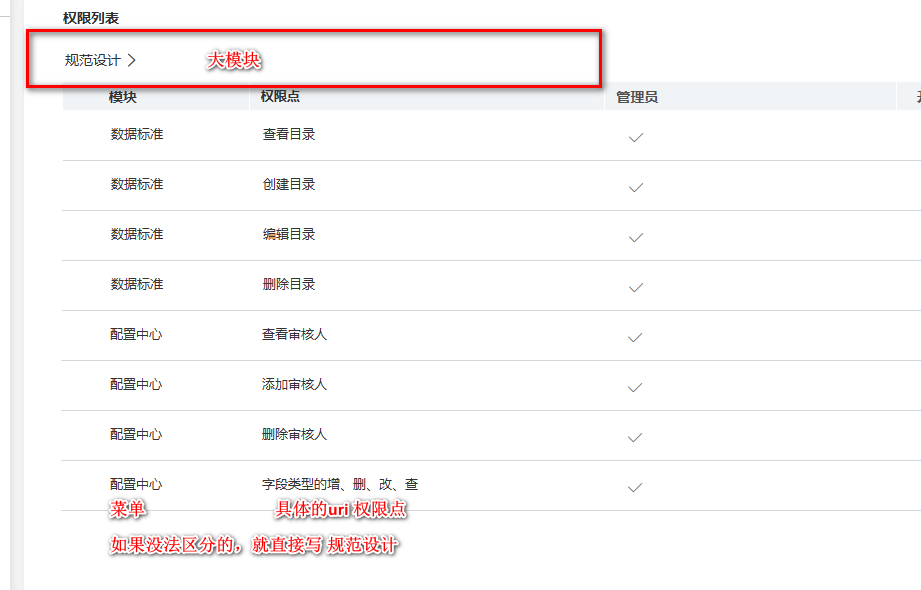 权限列表
规范设计 大模块
模块 权限点 管理员
数据标准 查看目录
数据标准 创建目录
数据标准 编辑目录
数据标准 删除目录
配置中心 查看审核人
配置中心 添加审核人
配置中心 删除审核人
配置中心 字段类型的增、删、改、查
菜单 具体的uri 权限点
如果没法区分的，就直接写 规范设计